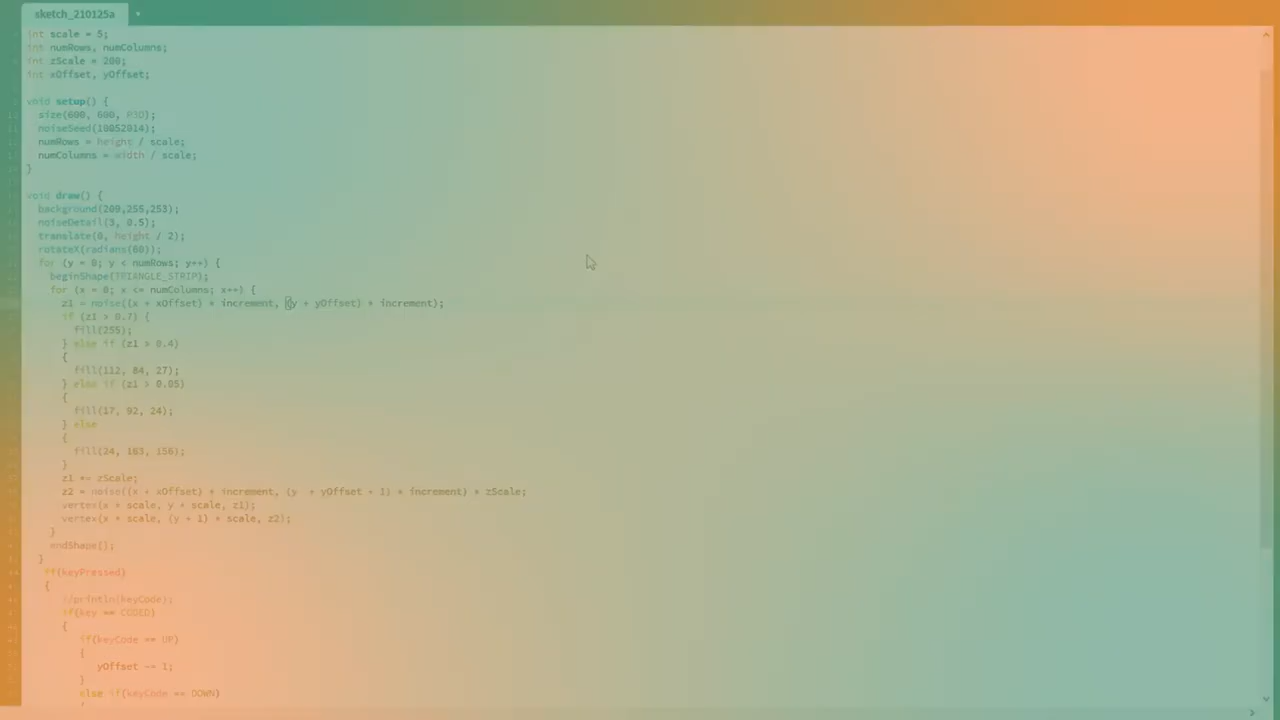 sketch_210125a
int scale = 5;
int numRows, numColumns;
int zScale = 200;
int xOffset, yOffset;
void setup() {
size(600, 600, P3D);
noiseSeed(10052014);
numRows = height / scale;
numColumns = width / scale;
}
void draw() {
background(209,255,253);
noiseDetail(3, 0.5);
translate(0, height / 2);
rotateX(radians(60));
for (y = 0; y < numRows; y++) {
beginShape(TRIANGLE_STRIP);
for (x = 0; x <= numColumns; x++) {
z1 = noise((x + xOffset) * increment, (y + yOffset) * increment);
if (z1 > 0.7) {
fill(255);
} else if (z1 > 0.4)
{
fill(112, 84, 27);
} else if (z1 > 0.05)
{
fill(17, 92, 24);
} else
{
fill(24, 163, 156);
}
z1 *= zScale;
z2 = noise((x + xOffset) * increment, (y  + yOffset + 1) * increment) * zScale;
vertex(x * scale, y * scale, z1);
vertex(x * scale, (y + 1) * scale, z2);
}
endShape();
}
if(keyPressed)
{
//println(keyCode);
if(key == CODED)
{
if(keyCode == UP)
{
yOffset -= 1;
}
else if(keyCode == DOWN)